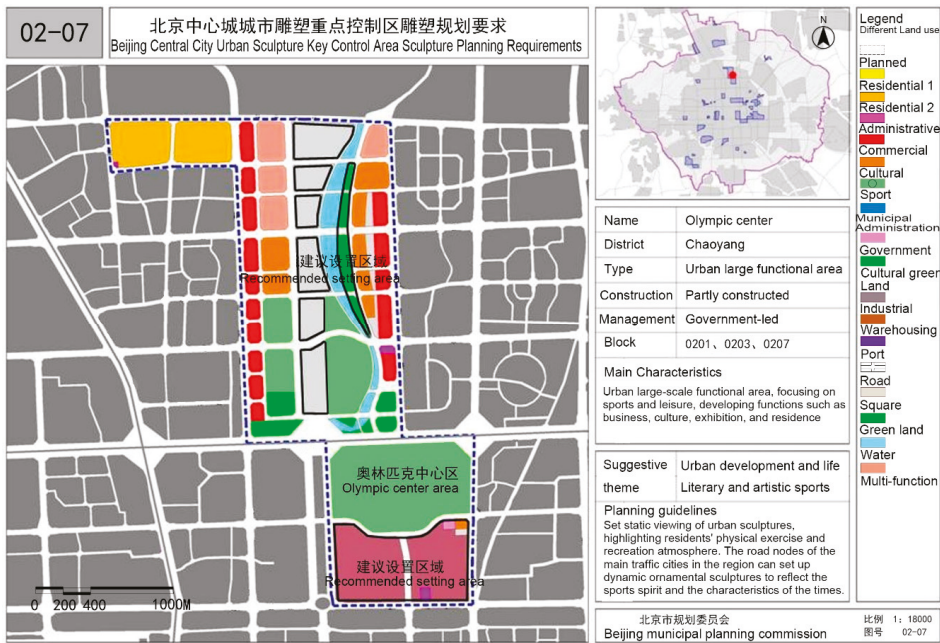 02-07
北京中心城城市雕塑重点控制区雕塑规划要求
Beijing Central City Urban Sculpture Key Control Area Sculpture Planning Requirements
建议设置区域
Recommended setting area
奥林匹克中心区
Olympic center area
建议设置区域
Recommended setting area
0 200 400 1000M
N
Name Olympic center
District Chaoyang
Type Urban large functional area
Construction Partly constructed
Management Government-led
Block 0201、0203、0207
Main Characteristics
Urban large-scale functional area, focusing on
sports and leisure, developing functions such as
business, culture, exhibition, and residence
Suggestive Urban development and life
theme Literary and artistic sports
Planning guidelines
Set static viewing of urban sculptures,
highlighting residents' physical exercise and
recreation atmosphere. The road nodes of the
main traffic cities in the region can set up
dynamic ornamental sculptures to reflect the
sports spirit and the characteristics of the times.
北京市规划委员会
Beijing municipal planning commission
比例 1: 18000
图号 02-07
Legend
Different Land use
Planned
Residential 1
Residential 2
Administrative
Commercial
Cultural
Sport
Municipal
Administration
Government
Cultural green
Land
Industrial
Warehousing
Port
Road
Square
Green land
Water
Multi-function